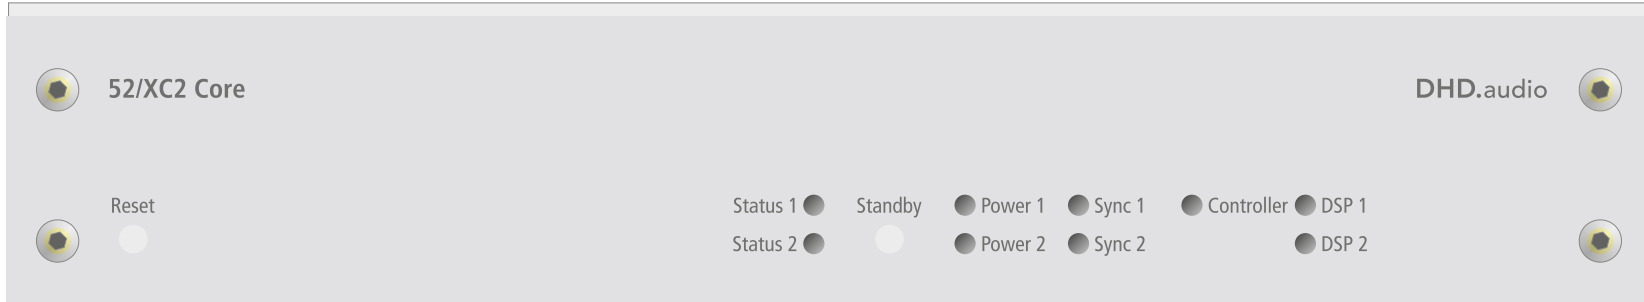 52/XC2 Core
DHD.audio
Reset
Status 1
Standby
Power 1
Sync 1
Controller
DSP 1
Status 2
Power 2
Sync 2
DSP 2